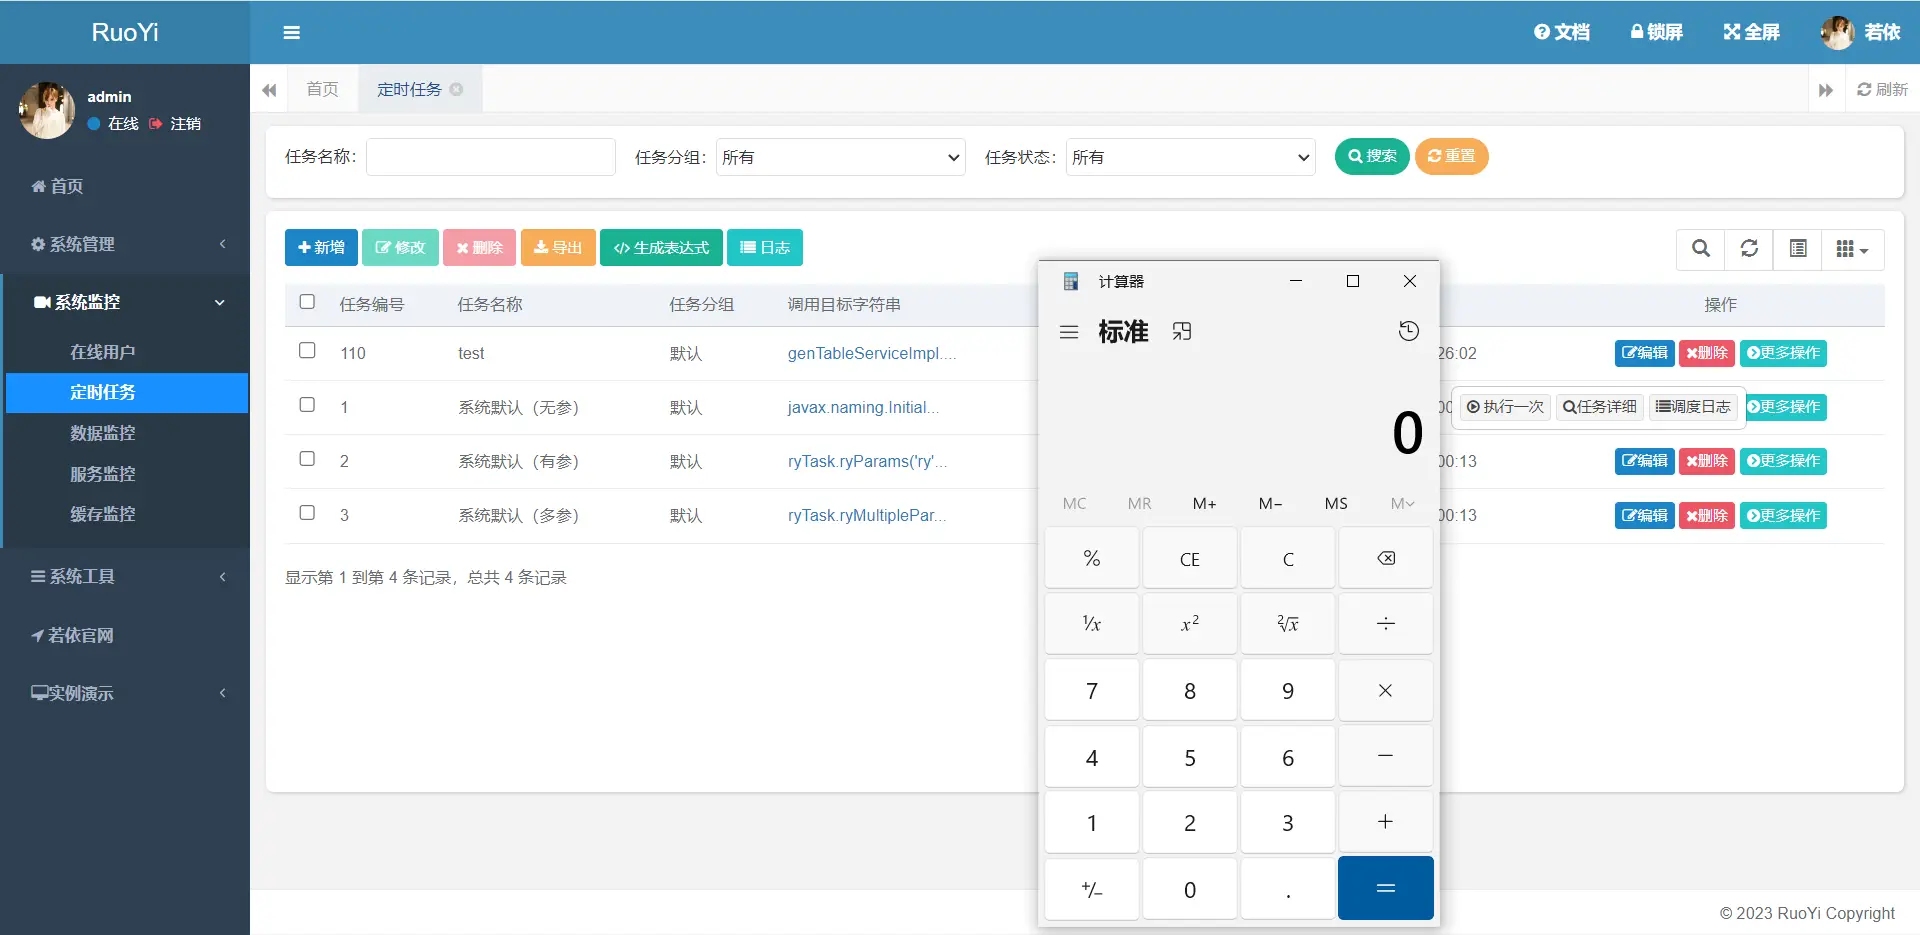 RuoYi
文档
锁屏
全屏
若依
admin
在线
注销
首页
定时任务
刷新
首页
系统管理
系统监控
在线用户
定时任务
数据监控
服务监控
缓存监控
系统工具
若依官网
实例演示
任务名称：
任务分组：
所有
任务状态：
所有
搜索
重置
新增
修改
删除
导出
生成表达式
日志
任务编号 任务名称 任务分组 调用目标字符串 操作
110 test 默认 genTableServiceImpl.... 26:02 编辑 删除 更多操作
1 系统默认（无参） 默认 javax.naming.Initial... 执行一次 任务详细 调度日志 更多操作
2 系统默认（有参） 默认 ryTask.ryParams('ry'... 00:13 编辑 删除 更多操作
3 系统默认（多参） 默认 ryTask.ryMultiplePar... 00:13 编辑 删除 更多操作
显示第 1 到第 4 条记录，总共 4 条记录
计算器
标准
0
MC MR M+ M− MS M
% CE C
¹/x x² ²√x ÷
7 8 9 ×
4 5 6 −
1 2 3 +
+/− 0 . =
© 2023 RuoYi Copyright